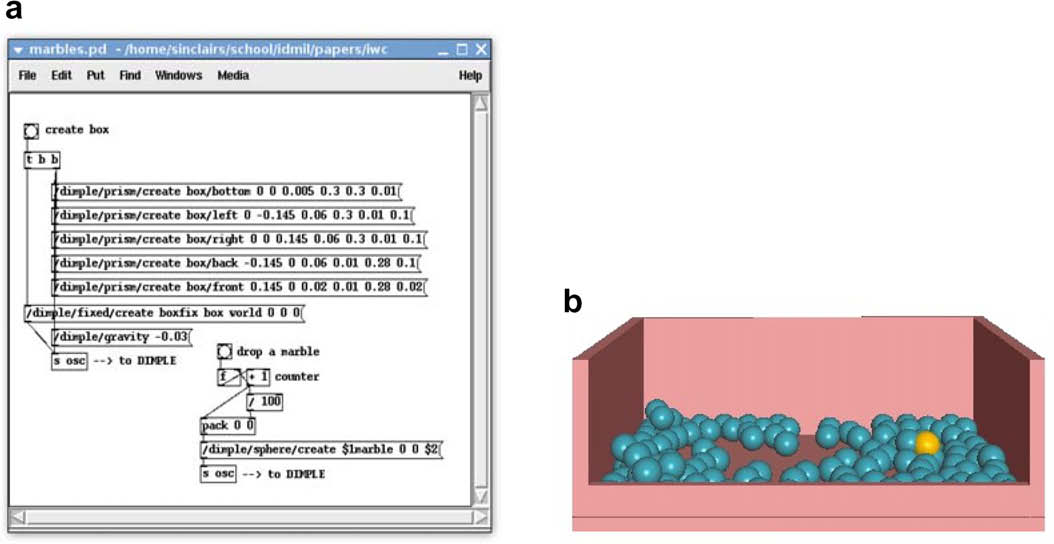 a
marbles.pd - /home/sinclairs/school/idmil/papers/iwc
File Edit Put Find Windows Media Help
create box
t b b
/dimple/prism/create box/bottom 0 0 0.005 0.3 0.3 0.01
/dimple/prism/create box/left 0 -0.145 0.06 0.3 0.01 0.1
/dimple/prism/create box/right 0 0 0.145 0.06 0.3 0.01 0.1
/dimple/prism/create box/back -0.145 0 0.06 0.01 0.28 0.1
/dimple/prism/create box/front 0.145 0 0.02 0.01 0.28 0.02
/dimple/fixed/create boxfix box world 0 0 0
/dimple/gravity -0.03
s osc --> to DIMPLE
drop a marble
f + 1 counter
/ 100
pack 0 0
/dimple/sphere/create $1marble 0 0 $2
s osc --> to DIMPLE
b